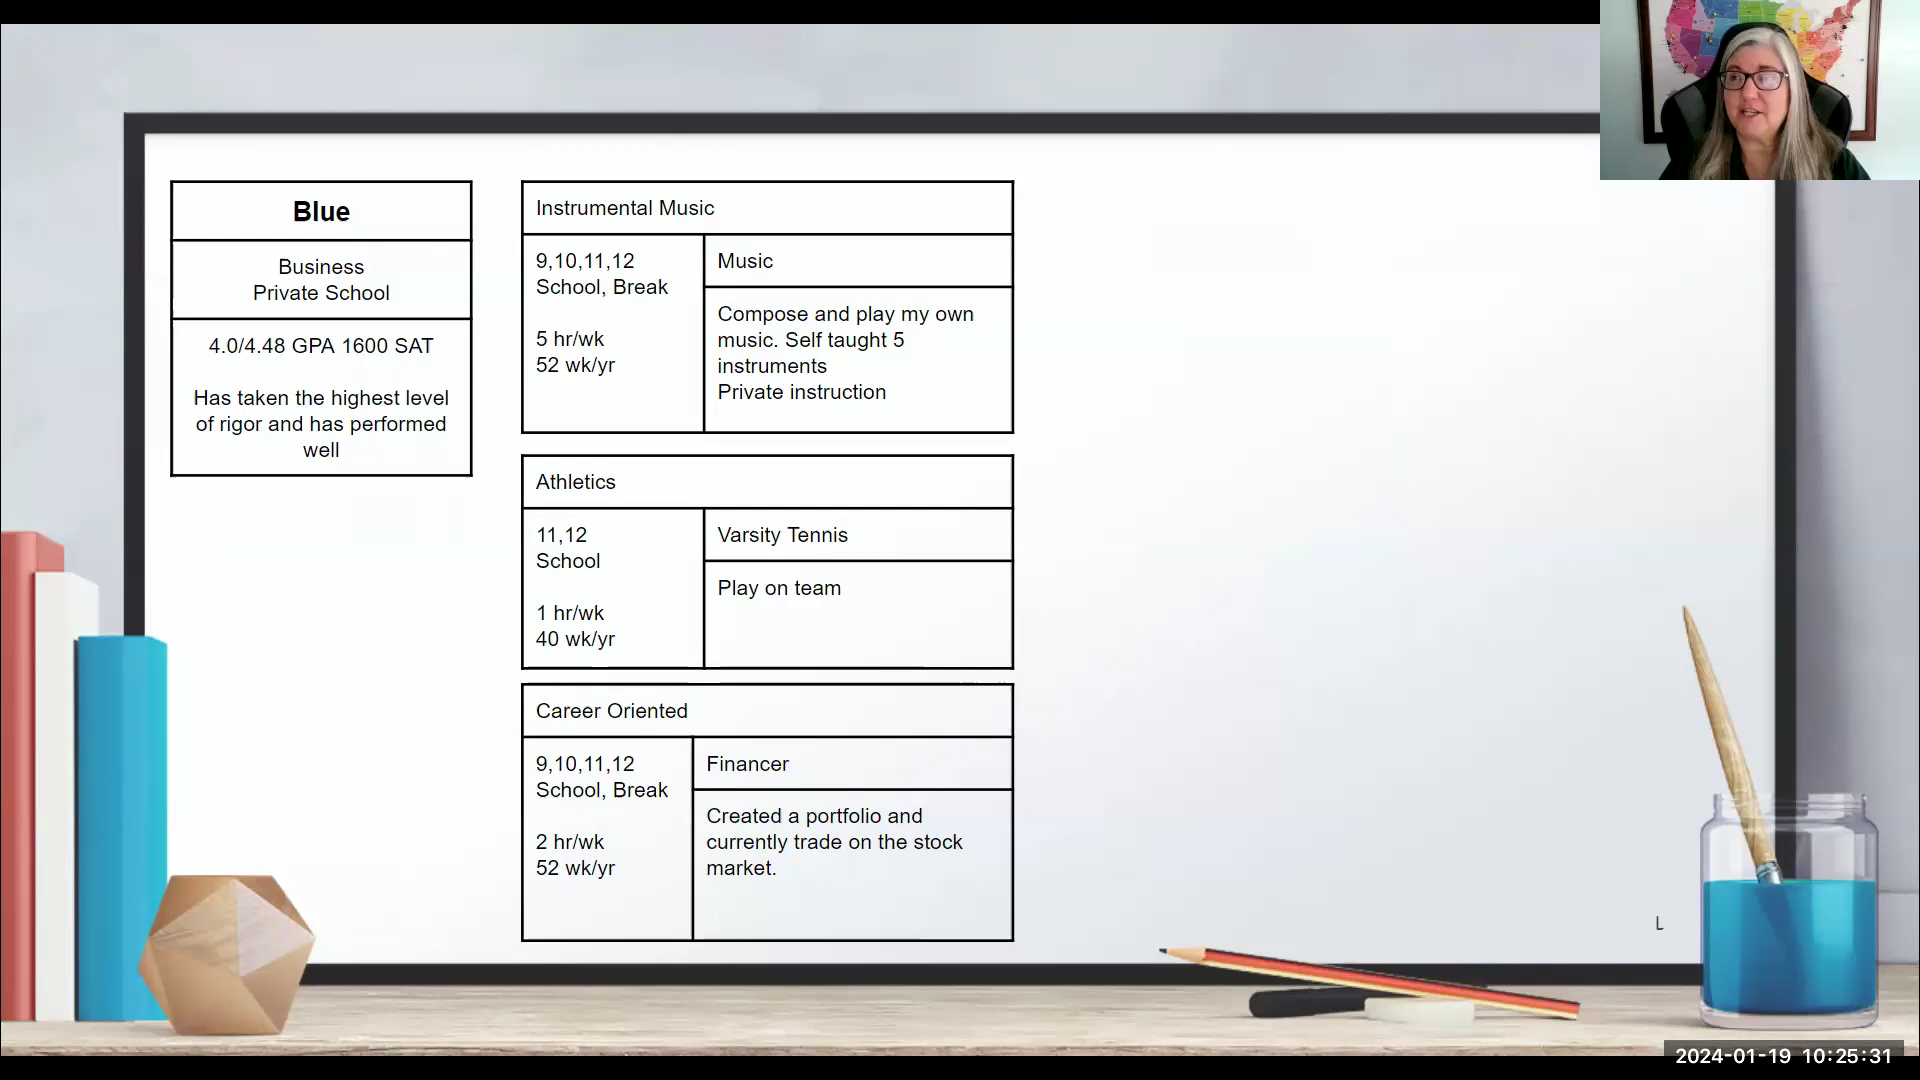 Blue
Business
Private School
4.0/4.48 GPA 1600 SAT
Has taken the highest level
of rigor and has performed
well
Instrumental Music
9,10,11,12
School, Break
5 hr/wk
52 wk/yr
Music
Compose and play my own
music. Self taught 5
instruments
Private instruction
Athletics
11,12
School
1 hr/wk
40 wk/yr
Varsity Tennis
Play on team
Career Oriented
9,10,11,12
School, Break
2 hr/wk
52 wk/yr
Financer
Created a portfolio and
currently trade on the stock
market.
L
2024-01-19 10:25:31